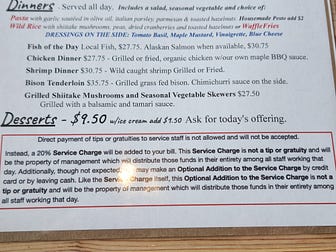 Dinners - Served all day. Includes a salad, seasonal vegetable and choice of:
Pasta with garlic sautéed in olive oil, italian parsley, parmesan & toasted hazelnuts Housemade Pesto add $2
Wild Rice with shiitake mushrooms, peas, dried cranberries and toasted hazelnuts or Waffle Fries
DRESSINGS ON THE SIDE: Tomato Basil, Maple Mustard, Vinaigrette, Blue Cheese
Fish of the Day Local Fish, $27.75. Alaskan Salmon when available, $30.75
Chicken Dinner $27.75 - Grilled or fried, organic chicken w/our own maple BBQ sauce.
Shrimp Dinner $30.75 - Wild caught shrimp Grilled or Fried.
Bison Tenderloin $35.75 - Grilled grass fed bison, Chimichurri sauce on the side.
Grilled Shiitake Mushrooms and Seasonal Vegetable Skewers $27.50
Grilled with a balsamic and tamari sauce.
Desserts - $9.50 w/ice cream add $1.50 Ask for today's offering.
Direct payment of tips or gratuities to service staff is not allowed and will not be accepted.
Instead, a 20% Service Charge will be added to your bill. This Service Charge is not a tip or gratuity and will
be the property of management which will distribute those funds in their entirety among all staff working that
day. Additionally, though not expected, may make an Optional Addition to the Service Charge by credit
card or by leaving cash. Like the Service Charge itself, this Optional Addition to the Service Charge is not a
tip or gratuity and will be the property of management which will distribute those funds in their entirety among all
staff working that day.